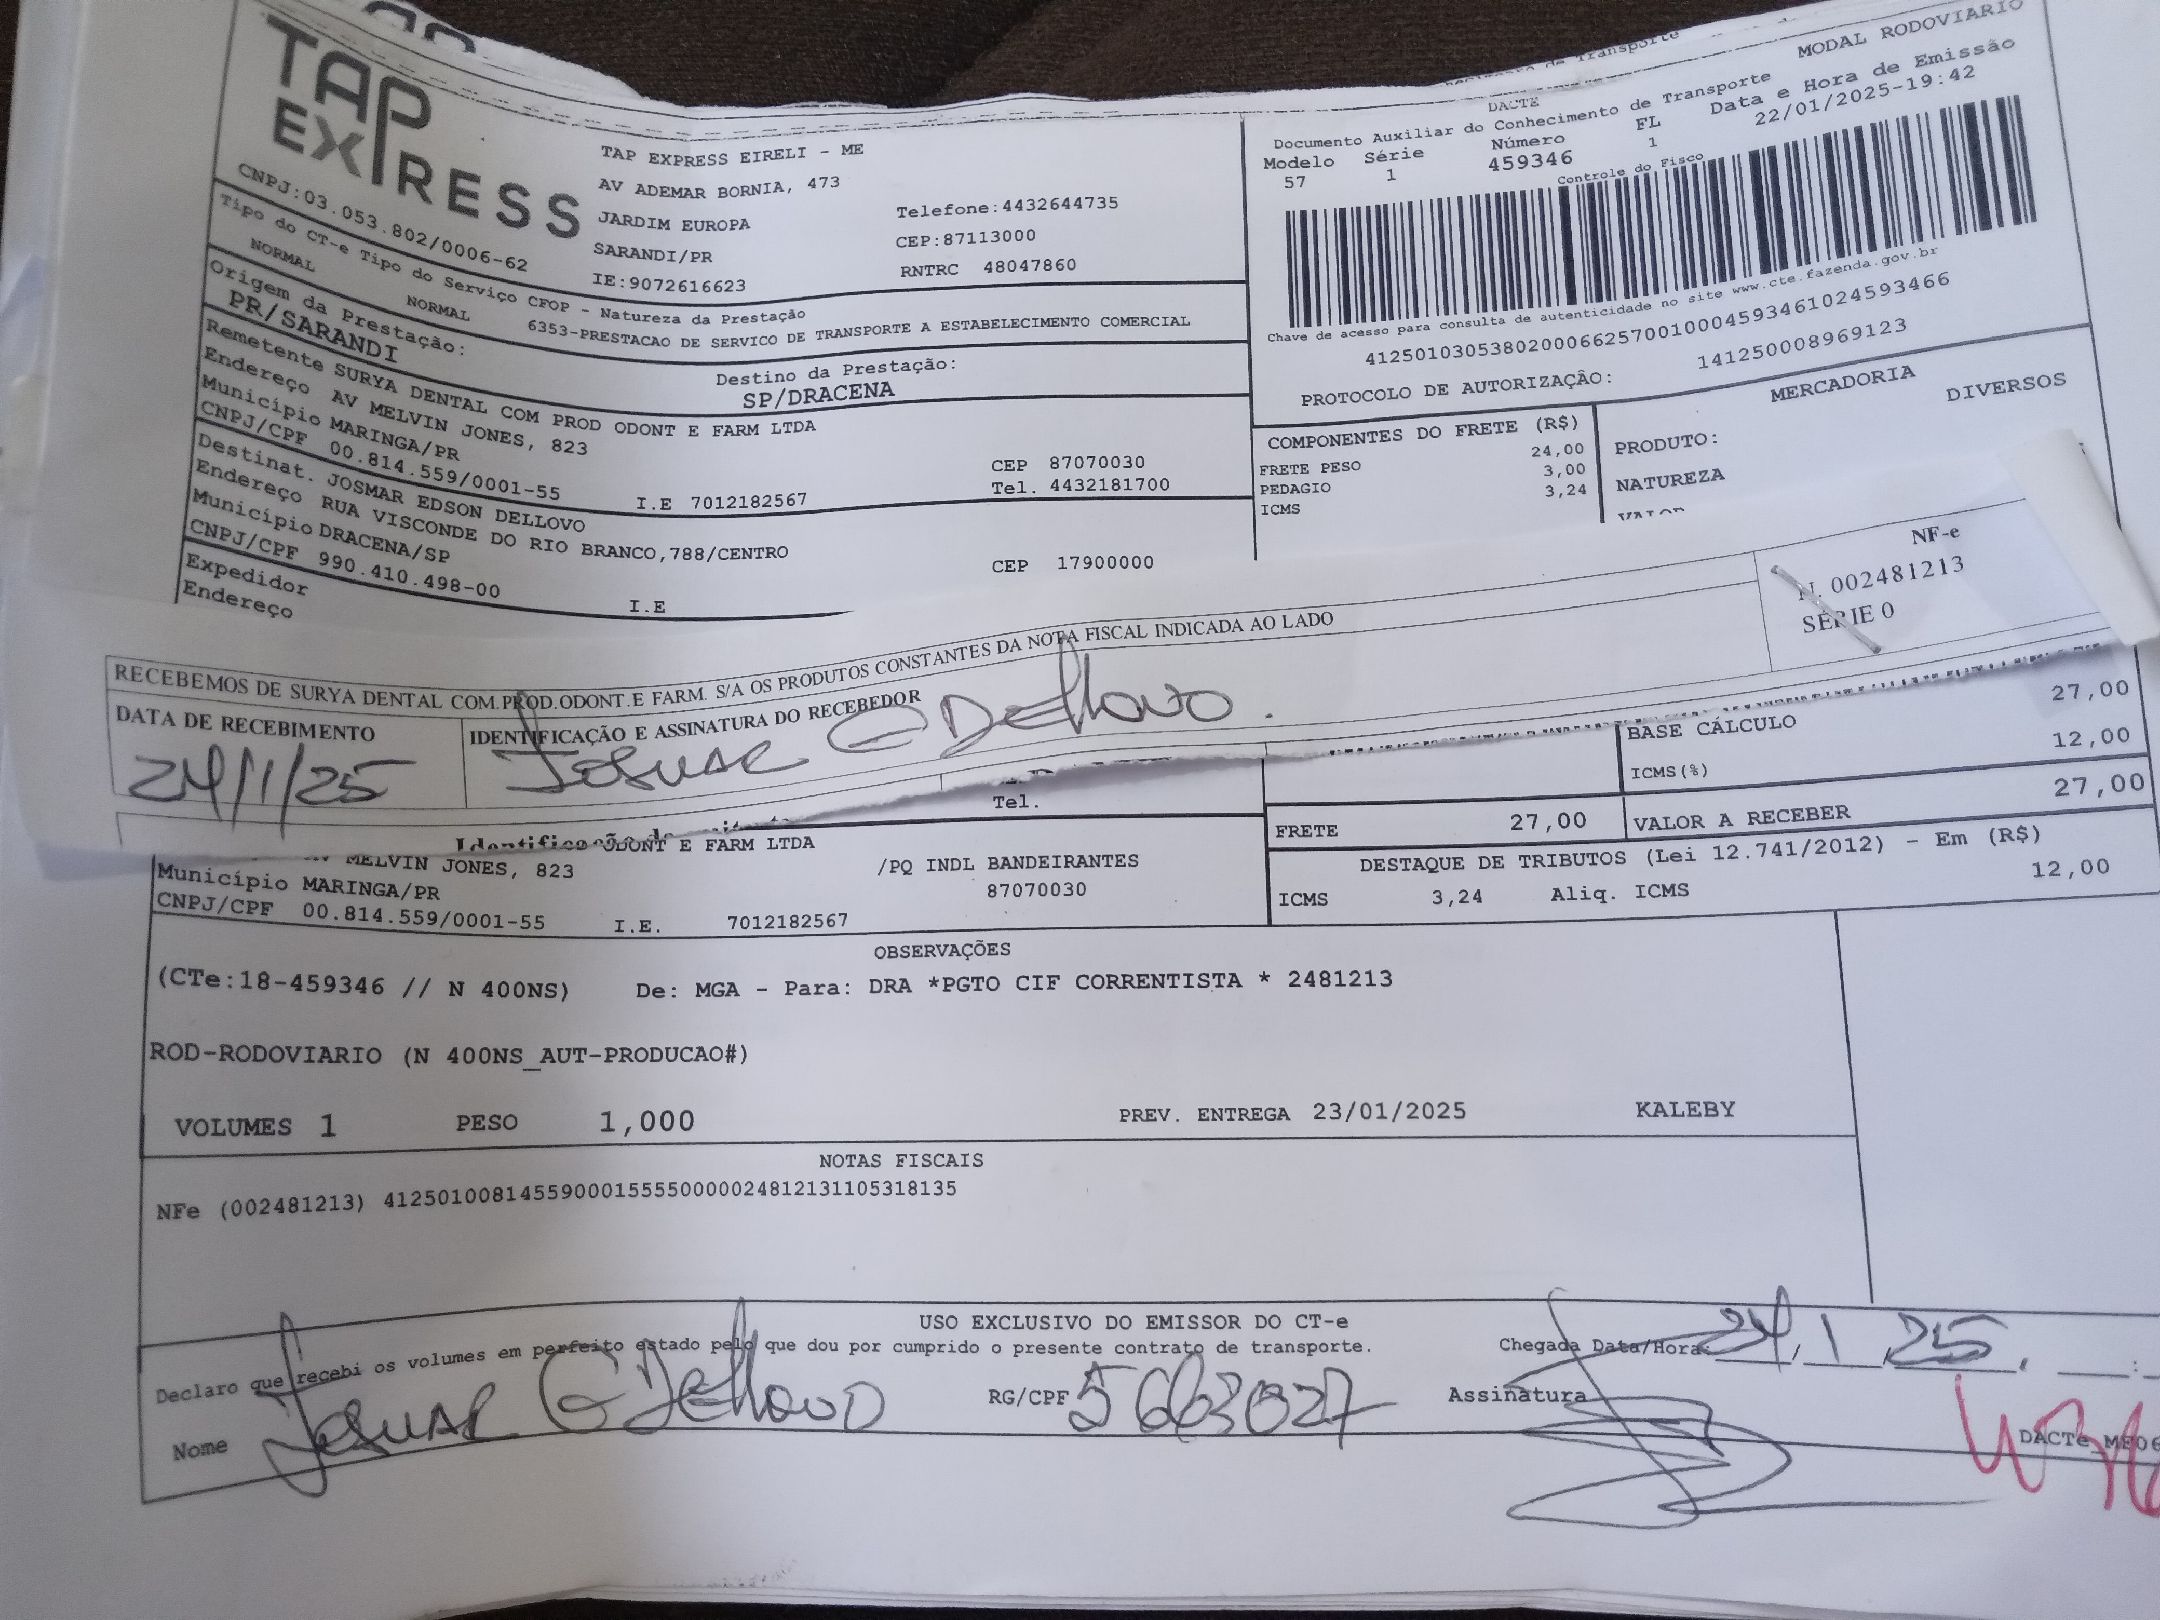 TAP
EXPRESS
CNPJ:03.053.802/0006-62
TAP EXPRESS EIRELI - ME
AV ADEMAR BORNIA, 473
JARDIM EUROPA
SARANDI/PR
IE:9072616623
Telefone:4432644735
CEP:87113000
RNTRC 48047860
MODAL RODOVIARIO
DACTE
Documento Auxiliar do Conhecimento de Transporte
Data e Hora de Emissão
22/01/2025-19:42
Modelo Série Número FL
57 1 459346 1
Controle do Fisco
Chave de acesso para consulta de autenticidade no site www.cte.fazenda.gov.br
41250103053802000662570010004593461024593466
PROTOCOLO DE AUTORIZAÇÃO: 141250008969123
Tipo do CT-e Tipo do Serviço CFOP - Natureza da Prestação
NORMAL NORMAL 6353-PRESTACAO DE SERVICO DE TRANSPORTE A ESTABELECIMENTO COMERCIAL
Origem da Prestação:
PR/SARANDI
Destino da Prestação:
SP/DRACENA
Remetente SURYA DENTAL COM PROD ODONT E FARM LTDA
Endereço AV MELVIN JONES, 823
Município MARINGA/PR CEP 87070030
CNPJ/CPF 00.814.559/0001-55 I.E 7012182567 Tel. 4432181700
Destinat. JOSMAR EDSON DELLOVO
Endereço RUA VISCONDE DO RIO BRANCO,788/CENTRO
Município DRACENA/SP CEP 17900000
CNPJ/CPF 990.410.498-00 I.E
Expedidor
Endereço
COMPONENTES DO FRETE (R$)
FRETE PESO 24,00
PEDAGIO 3,00
ICMS 3,24
MERCADORIA
PRODUTO: DIVERSOS
NATUREZA
NF-e
N. 002481213
SÉRIE 0
RECEBEMOS DE SURYA DENTAL COM.PROD.ODONT.E FARM. S/A OS PRODUTOS CONSTANTES DA NOTA FISCAL INDICADA AO LADO
DATA DE RECEBIMENTO
24/1/25
IDENTIFICAÇÃO E ASSINATURA DO RECEBEDOR
Josmar E Dellovo.
BASE CÁLCULO 27,00
ICMS(%) 12,00
Tel.
FRETE 27,00 VALOR A RECEBER 27,00
ODONT E FARM LTDA
AV MELVIN JONES, 823 /PQ INDL BANDEIRANTES
Município MARINGA/PR 87070030
CNPJ/CPF 00.814.559/0001-55 I.E. 7012182567
DESTAQUE DE TRIBUTOS (Lei 12.741/2012) - Em (R$)
ICMS 3,24 Aliq. ICMS 12,00
OBSERVAÇÕES
(CTe:18-459346 // N 400NS) De: MGA - Para: DRA *PGTO CIF CORRENTISTA * 2481213
ROD-RODOVIARIO (N 400NS_AUT-PRODUCAO#)
VOLUMES 1 PESO 1,000 PREV. ENTREGA 23/01/2025 KALEBY
NOTAS FISCAIS
NFe (002481213) 41250100814559000155550000024812131105318135
USO EXCLUSIVO DO EMISSOR DO CT-e
Declaro que recebi os volumes em perfeito estado pelo que dou por cumprido o presente contrato de transporte.
Chegada Data/Hora: 24/1/25
Nome Josmar E Dellovo RG/CPF 5663027 Assinatura